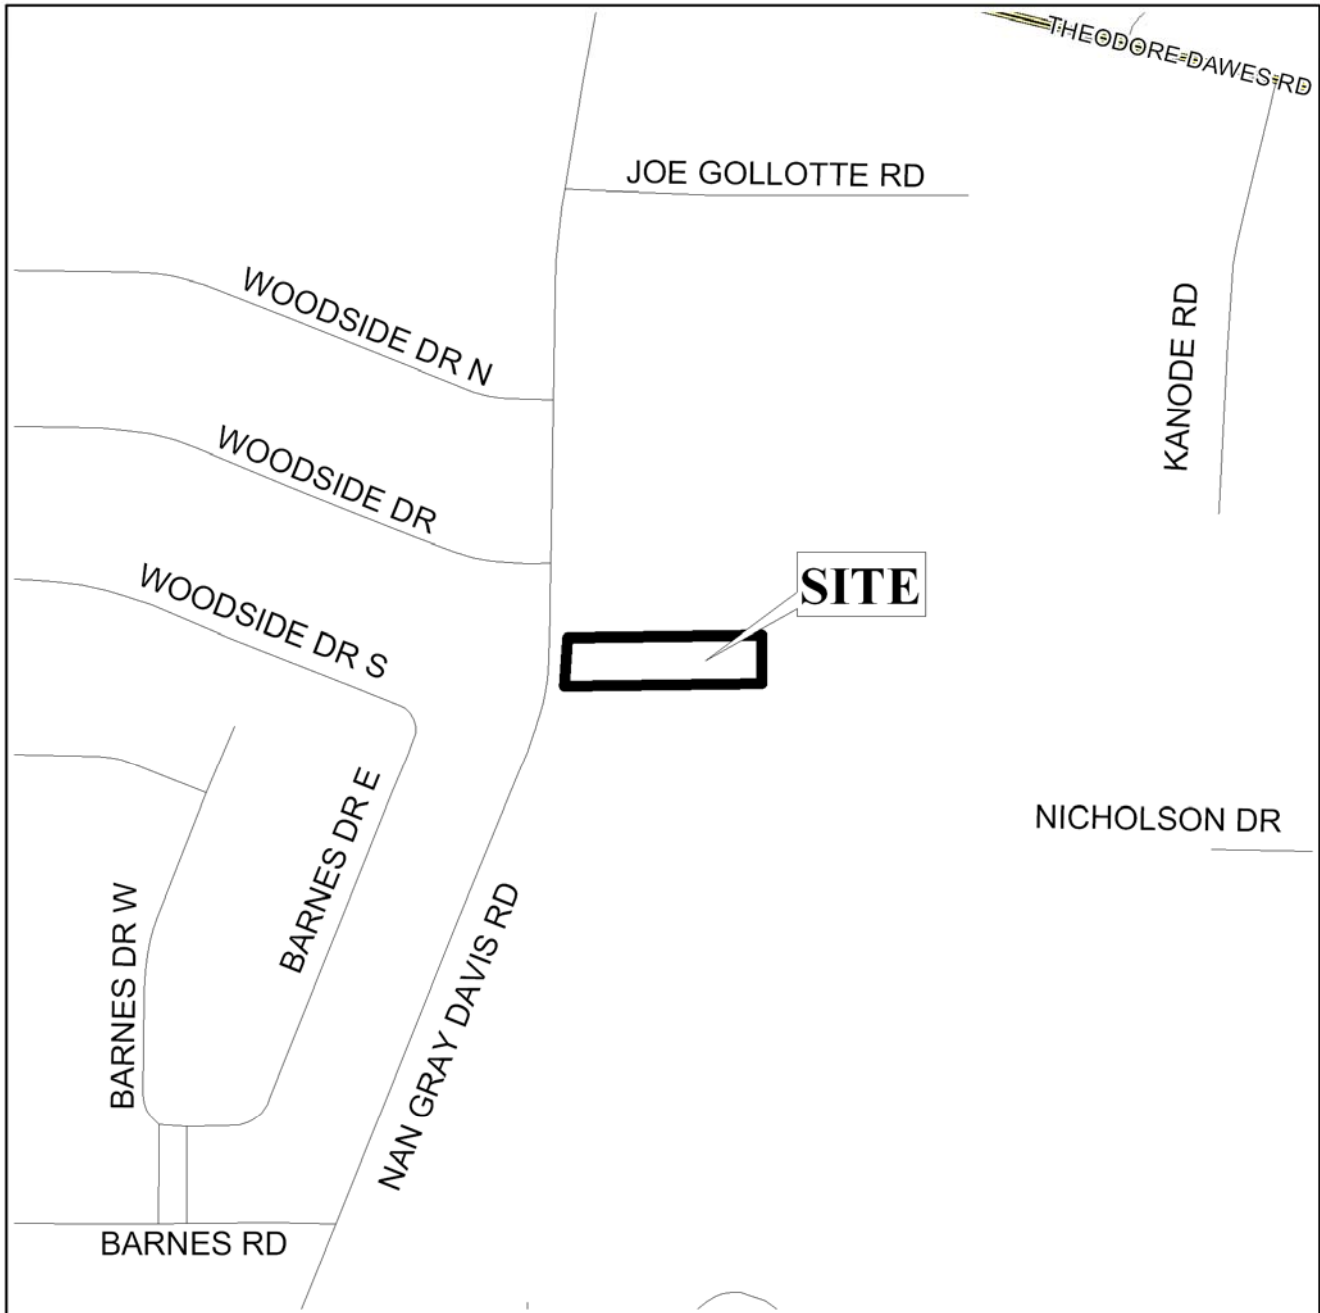 THEODORE DAWES RD
JOE GOLLOTTE RD
WOODSIDE DR N
KANODE RD
WOODSIDE DR
SITE
WOODSIDE DR S
BARNES DR E
NICHOLSON DR
BARNES DR W
NAN GRAY DAVIS RD
BARNES RD